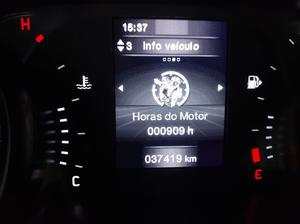 H
15:37
3 Info veículo
Horas do Motor
000909 h
037419 km
C
E